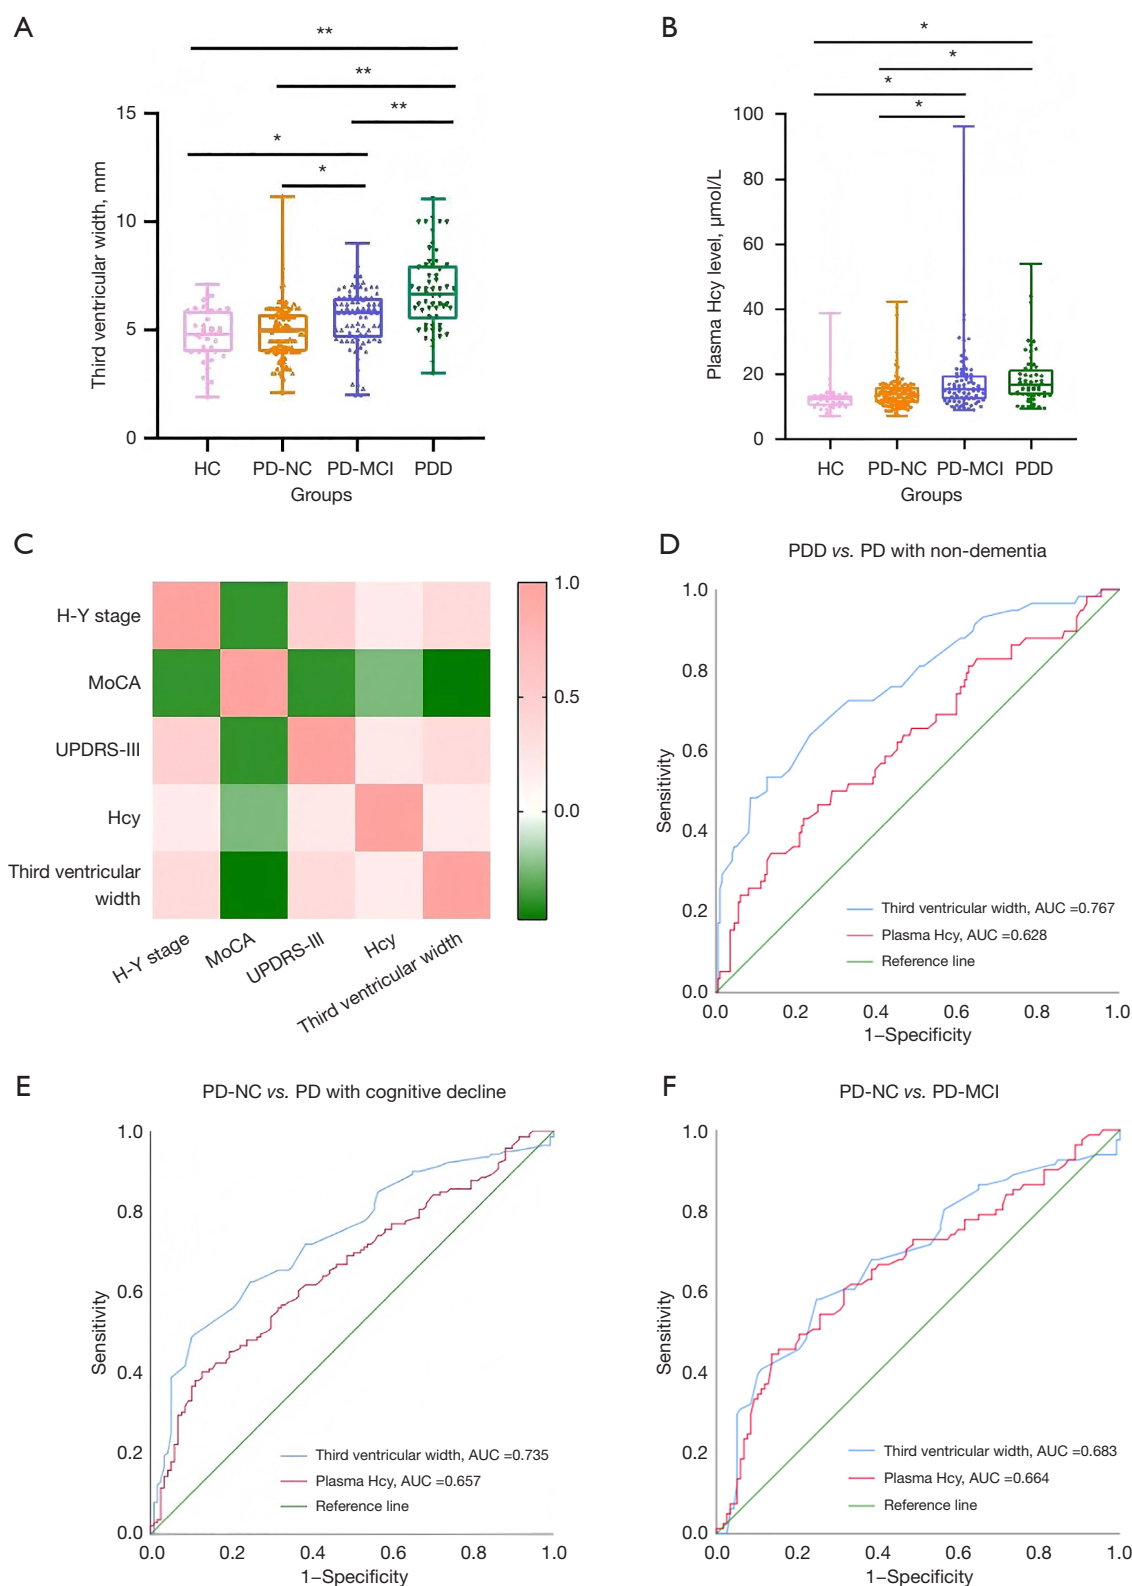 A
**
**
**
*
*
15
10
5
0
Third ventricular width, mm
HC
PD-NC
PD-MCI
PDD
Groups
B
*
*
*
*
100
80
60
40
20
0
Plasma Hcy level, μmol/L
HC
PD-NC
PD-MCI
PDD
Groups
C
H-Y stage
MoCA
UPDRS-III
Hcy
Third ventricular
width
H-Y stage
MoCA
UPDRS-III
Hcy
Third ventricular width
1.0
0.5
0.0
D
PDD vs. PD with non-dementia
1.0
0.8
0.6
0.4
0.2
0.0
Sensitivity
Third ventricular width, AUC =0.767
Plasma Hcy, AUC =0.628
Reference line
0.0
0.2
0.4
0.6
0.8
1.0
1−Specificity
E
PD-NC vs. PD with cognitive decline
1.0
0.8
0.6
0.4
0.2
0.0
Sensitivity
Third ventricular width, AUC =0.735
Plasma Hcy, AUC =0.657
Reference line
0.0
0.2
0.4
0.6
0.8
1.0
1−Specificity
F
PD-NC vs. PD-MCI
1.0
0.8
0.6
0.4
0.2
0.0
Sensitivity
Third ventricular width, AUC =0.683
Plasma Hcy, AUC =0.664
Reference line
0.0
0.2
0.4
0.6
0.8
1.0
1−Specificity